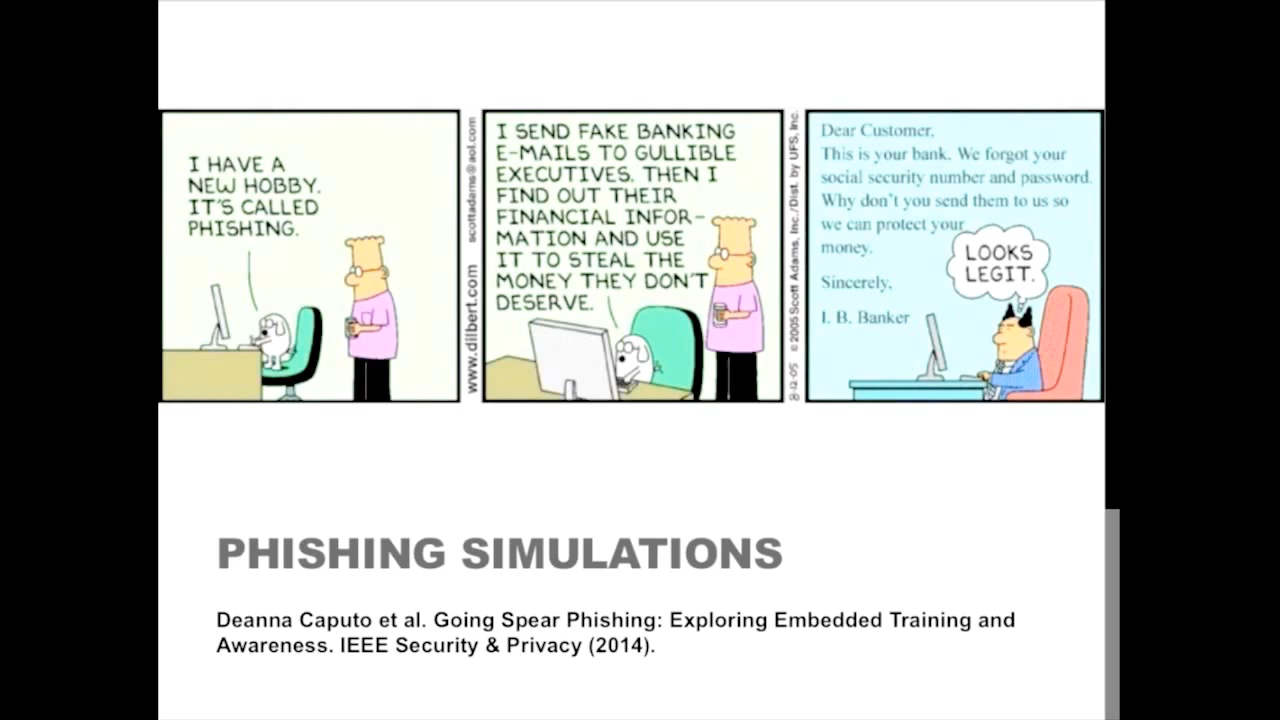 I HAVE A
NEW HOBBY.
IT'S CALLED
PHISHING.
www.dilbert.com scottadams@aol.com
I SEND FAKE BANKING
E-MAILS TO GULLIBLE
EXECUTIVES. THEN I
FIND OUT THEIR
FINANCIAL INFOR-
MATION AND USE
IT TO STEAL THE
MONEY THEY DON'T
DESERVE.
8-12-05 ©2005 Scott Adams, Inc./Dist. by UFS, Inc.
Dear Customer,
This is your bank. We forgot your
social security number and password.
Why don't you send them to us so
we can protect your
money.
Sincerely,
I. B. Banker
LOOKS
LEGIT.
PHISHING SIMULATIONS
Deanna Caputo et al. Going Spear Phishing: Exploring Embedded Training and
Awareness. IEEE Security & Privacy (2014).